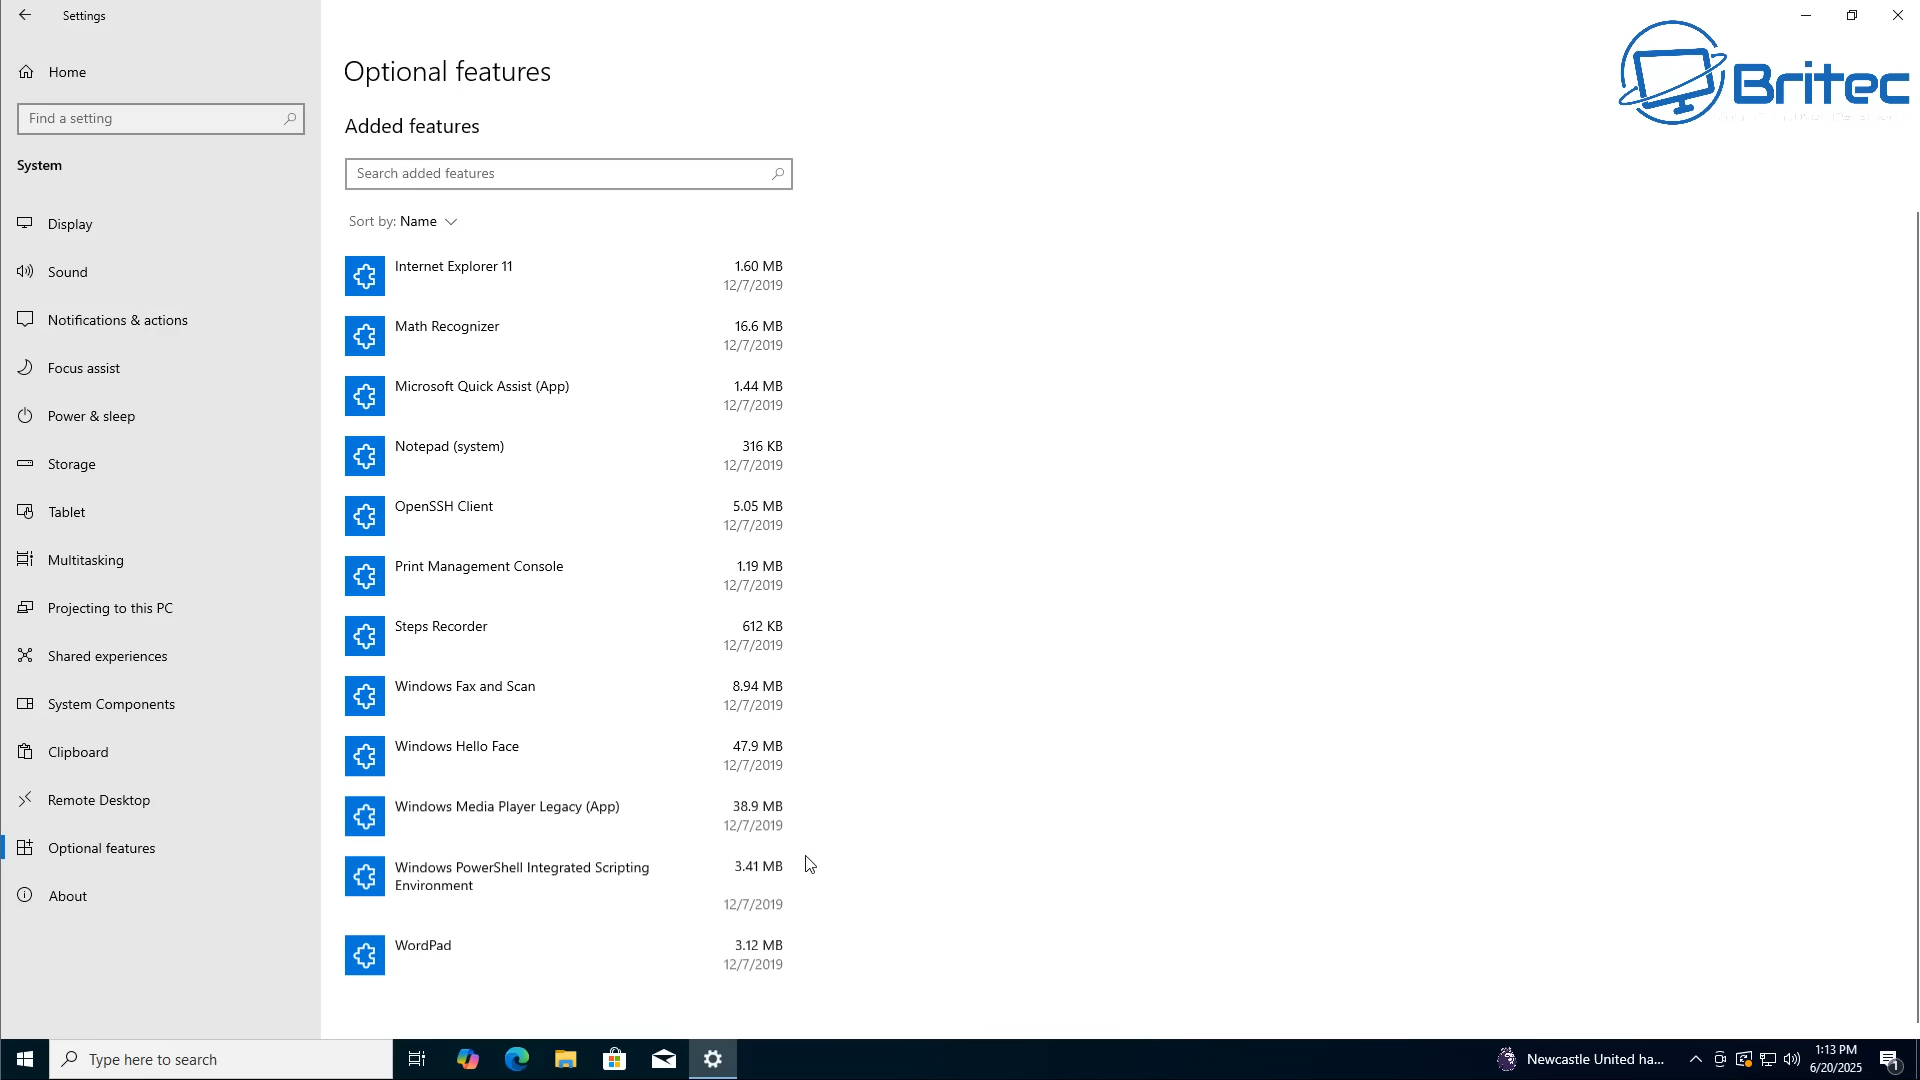 Settings
Home
Find a setting
System
Display
Sound
Notifications & actions
Focus assist
Power & sleep
Storage
Tablet
Multitasking
Projecting to this PC
Shared experiences
System Components
Clipboard
Remote Desktop
Optional features
About
Optional features
Added features
Search added features
Sort by: Name
Internet Explorer 11 1.60 MB
12/7/2019
Math Recognizer 16.6 MB
12/7/2019
Microsoft Quick Assist (App) 1.44 MB
12/7/2019
Notepad (system) 316 KB
12/7/2019
OpenSSH Client 5.05 MB
12/7/2019
Print Management Console 1.19 MB
12/7/2019
Steps Recorder 612 KB
12/7/2019
Windows Fax and Scan 8.94 MB
12/7/2019
Windows Hello Face 47.9 MB
12/7/2019
Windows Media Player Legacy (App) 38.9 MB
12/7/2019
Windows PowerShell Integrated Scripting 3.41 MB
Environment
12/7/2019
WordPad 3.12 MB
12/7/2019
Britec
Type here to search
Newcastle United ha...
1:13 PM
6/20/2025
1